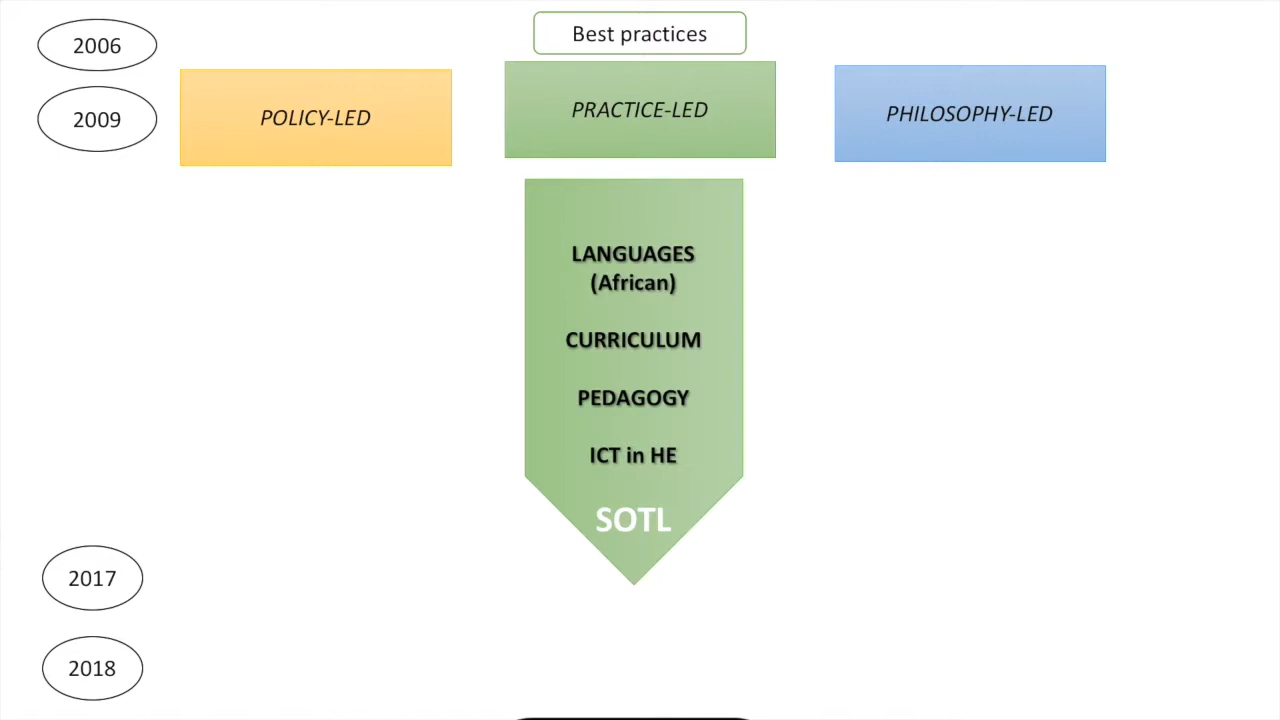 2006
Best practices
2009
POLICY-LED
PRACTICE-LED
PHILOSOPHY-LED
LANGUAGES
(African)
CURRICULUM
PEDAGOGY
ICT in HE
SOTL
2017
2018